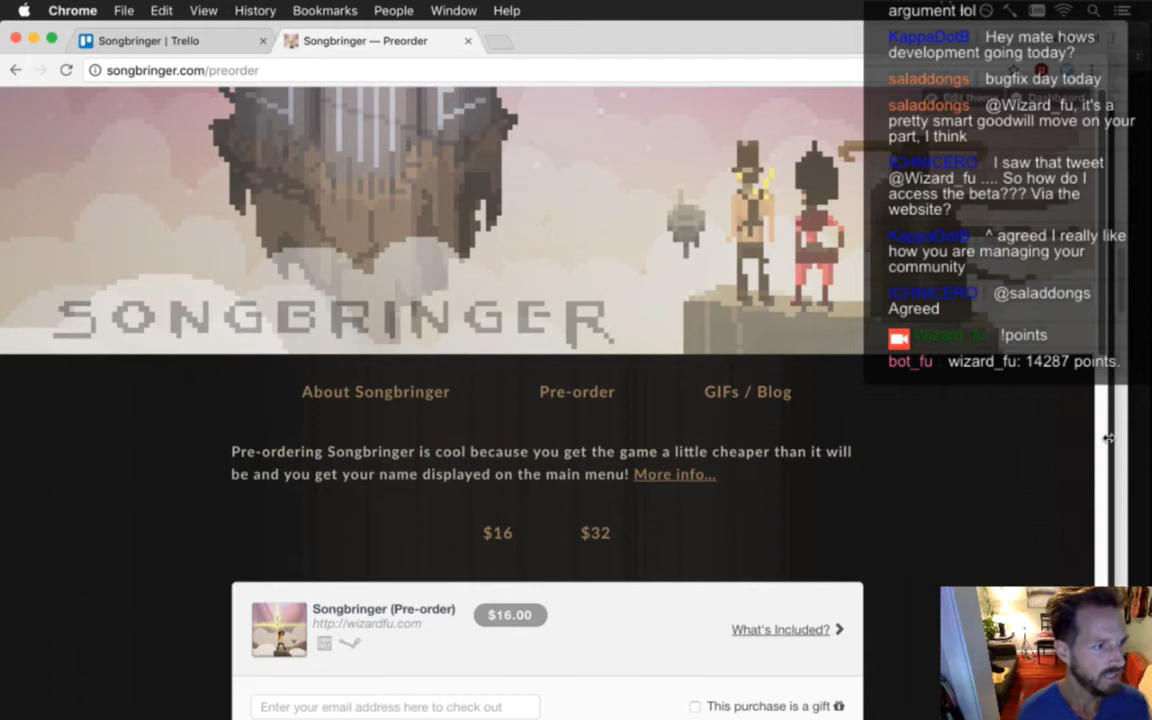 Chrome File Edit View History Bookmarks People Window Help
Songbringer | Trello
Songbringer — Preorder
songbringer.com/preorder
SONGBRINGER
About Songbringer
Pre-order
GIFs / Blog
Pre-ordering Songbringer is cool because you get the game a little cheaper than it will
be and you get your name displayed on the main menu! More info...
$16
$32
Songbringer (Pre-order)
$16.00
http://wizardfu.com
What's Included?
Enter your email address here to check out
This purchase is a gift
argument lol
KappaDotB Hey mate hows
development going today?
saladdongs bugfix day today
saladdongs @Wizard_fu, it's a
pretty smart goodwill move on your
part, I think
ICHNICERO I saw that tweet
@Wizard_fu .... So how do I
access the beta??? Via the
website?
KappaDotB ^ agreed I really like
how you are managing your
community
ICHNICERO @saladdongs
Agreed
Wizard_fu !points
bot_fu wizard_fu: 14287 points.